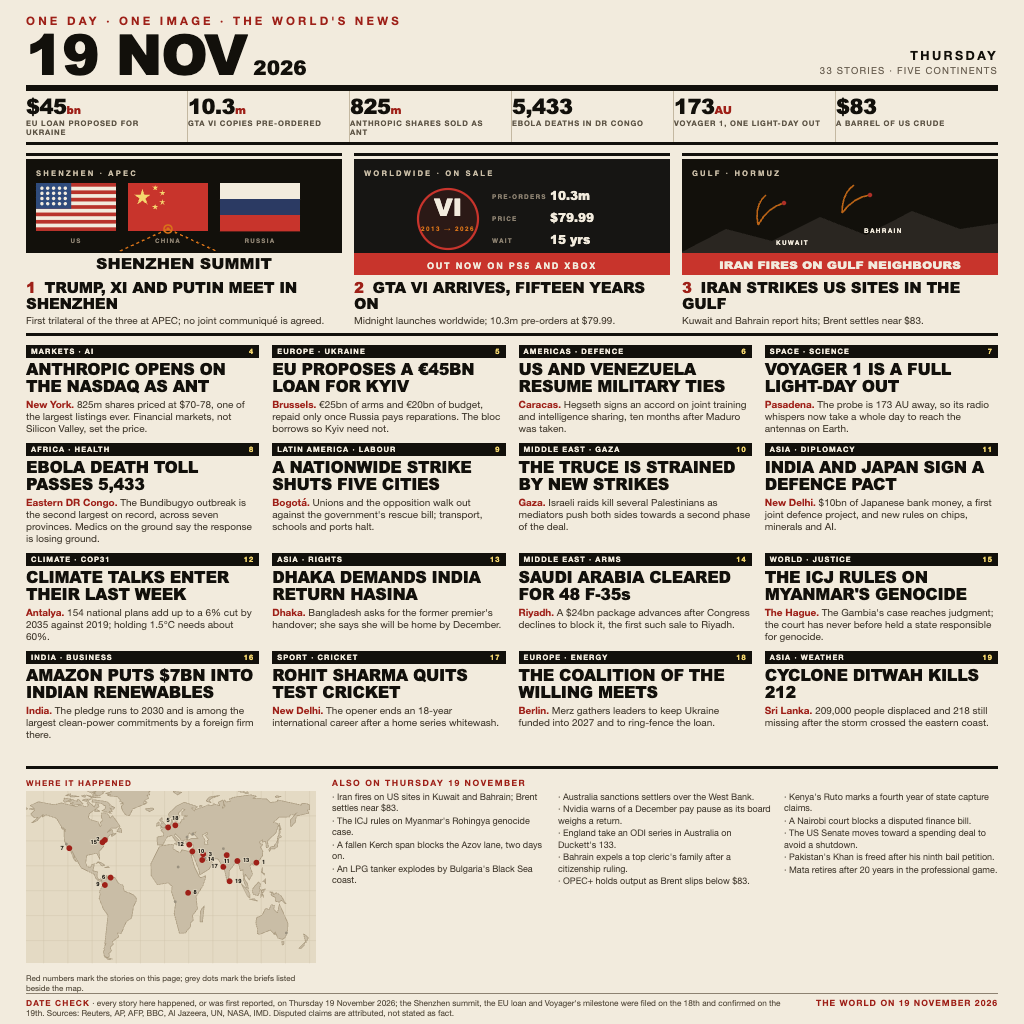 ONE DAY · ONE IMAGE · THE WORLD'S NEWS
19 NOV 2026
THURSDAY
33 STORIES · FIVE CONTINENTS
$45bn
EU LOAN PROPOSED FOR
UKRAINE
10.3m
GTA VI COPIES PRE-ORDERED
825m
ANTHROPIC SHARES SOLD AS
ANT
5,433
EBOLA DEATHS IN DR CONGO
173AU
VOYAGER 1, ONE LIGHT-DAY OUT
$83
A BARREL OF US CRUDE
SHENZHEN · APEC
US
CHINA
RUSSIA
SHENZHEN SUMMIT
1 TRUMP, XI AND PUTIN MEET IN
SHENZHEN
First trilateral of the three at APEC; no joint communiqué is agreed.
WORLDWIDE · ON SALE
VI
2013 → 2026
PRE-ORDERS 10.3m
PRICE $79.99
WAIT 15 yrs
OUT NOW ON PS5 AND XBOX
2 GTA VI ARRIVES, FIFTEEN YEARS
ON
Midnight launches worldwide; 10.3m pre-orders at $79.99.
GULF · HORMUZ
KUWAIT
BAHRAIN
IRAN FIRES ON GULF NEIGHBOURS
3 IRAN STRIKES US SITES IN THE
GULF
Kuwait and Bahrain report hits; Brent settles near $83.
MARKETS · AI 4
ANTHROPIC OPENS ON
THE NASDAQ AS ANT
New York. 825m shares priced at $70-78, one of
the largest listings ever. Financial markets, not
Silicon Valley, set the price.
EUROPE · UKRAINE 5
EU PROPOSES A €45BN
LOAN FOR KYIV
Brussels. €25bn of arms and €20bn of budget,
repaid only once Russia pays reparations. The bloc
borrows so Kyiv need not.
AMERICAS · DEFENCE 6
US AND VENEZUELA
RESUME MILITARY TIES
Caracas. Hegseth signs an accord on joint training
and intelligence sharing, ten months after Maduro
was taken.
SPACE · SCIENCE 7
VOYAGER 1 IS A FULL
LIGHT-DAY OUT
Pasadena. The probe is 173 AU away, so its radio
whispers now take a whole day to reach the
antennas on Earth.
AFRICA · HEALTH 8
EBOLA DEATH TOLL
PASSES 5,433
Eastern DR Congo. The Bundibugyo outbreak is
the second largest on record, across seven
provinces. Medics on the ground say the response
is losing ground.
LATIN AMERICA · LABOUR 9
A NATIONWIDE STRIKE
SHUTS FIVE CITIES
Bogotá. Unions and the opposition walk out
against the government's rescue bill; transport,
schools and ports halt.
MIDDLE EAST · GAZA 10
THE TRUCE IS STRAINED
BY NEW STRIKES
Gaza. Israeli raids kill several Palestinians as
mediators push both sides towards a second phase
of the deal.
ASIA · DIPLOMACY 11
INDIA AND JAPAN SIGN A
DEFENCE PACT
New Delhi. $10bn of Japanese bank money, a first
joint defence project, and new rules on chips,
minerals and AI.
CLIMATE · COP31 12
CLIMATE TALKS ENTER
THEIR LAST WEEK
Antalya. 154 national plans add up to a 6% cut by
2035 against 2019; holding 1.5°C needs about
60%.
ASIA · RIGHTS 13
DHAKA DEMANDS INDIA
RETURN HASINA
Dhaka. Bangladesh asks for the former premier's
handover; she says she will be home by December.
MIDDLE EAST · ARMS 14
SAUDI ARABIA CLEARED
FOR 48 F-35s
Riyadh. A $24bn package advances after Congress
declines to block it, the first such sale to Riyadh.
WORLD · JUSTICE 15
THE ICJ RULES ON
MYANMAR'S GENOCIDE
The Hague. The Gambia's case reaches judgment;
the court has never before held a state responsible
for genocide.
INDIA · BUSINESS 16
AMAZON PUTS $7BN INTO
INDIAN RENEWABLES
India. The pledge runs to 2030 and is among the
largest clean-power commitments by a foreign firm
there.
SPORT · CRICKET 17
ROHIT SHARMA QUITS
TEST CRICKET
New Delhi. The opener ends an 18-year
international career after a home series whitewash.
EUROPE · ENERGY 18
THE COALITION OF THE
WILLING MEETS
Berlin. Merz gathers leaders to keep Ukraine
funded into 2027 and to ring-fence the loan.
ASIA · WEATHER 19
CYCLONE DITWAH KILLS
212
Sri Lanka. 209,000 people displaced and 218 still
missing after the storm crossed the eastern coast.
WHERE IT HAPPENED
5 18
7
12
10
3
14
17
11
13
1
6
9
8
19
Red numbers mark the stories on this page; grey dots mark the briefs listed
beside the map.
ALSO ON THURSDAY 19 NOVEMBER
· Iran fires on US sites in Kuwait and Bahrain; Brent
settles near $83.
· The ICJ rules on Myanmar's Rohingya genocide
case.
· A fallen Kerch span blocks the Azov lane, two days
on.
· An LPG tanker explodes by Bulgaria's Black Sea
coast.
· Australia sanctions settlers over the West Bank.
· Nvidia warns of a December pay pause as its board
weighs a return.
· England take an ODI series in Australia on
Duckett's 133.
· Bahrain expels a top cleric's family after a
citizenship ruling.
· OPEC+ holds output as Brent slips below $83.
· Kenya's Ruto marks a fourth year of state capture
claims.
· A Nairobi court blocks a disputed finance bill.
· The US Senate moves toward a spending deal to
avoid a shutdown.
· Pakistan's Khan is freed after his ninth bail petition.
· Mata retires after 20 years in the professional game.
DATE CHECK · every story here happened, or was first reported, on Thursday 19 November 2026; the Shenzhen summit, the EU loan and Voyager's milestone were filed on the 18th and confirmed on the
19th. Sources: Reuters, AP, AFP, BBC, Al Jazeera, UN, NASA, IMD. Disputed claims are attributed, not stated as fact.
THE WORLD ON 19 NOVEMBER 2026